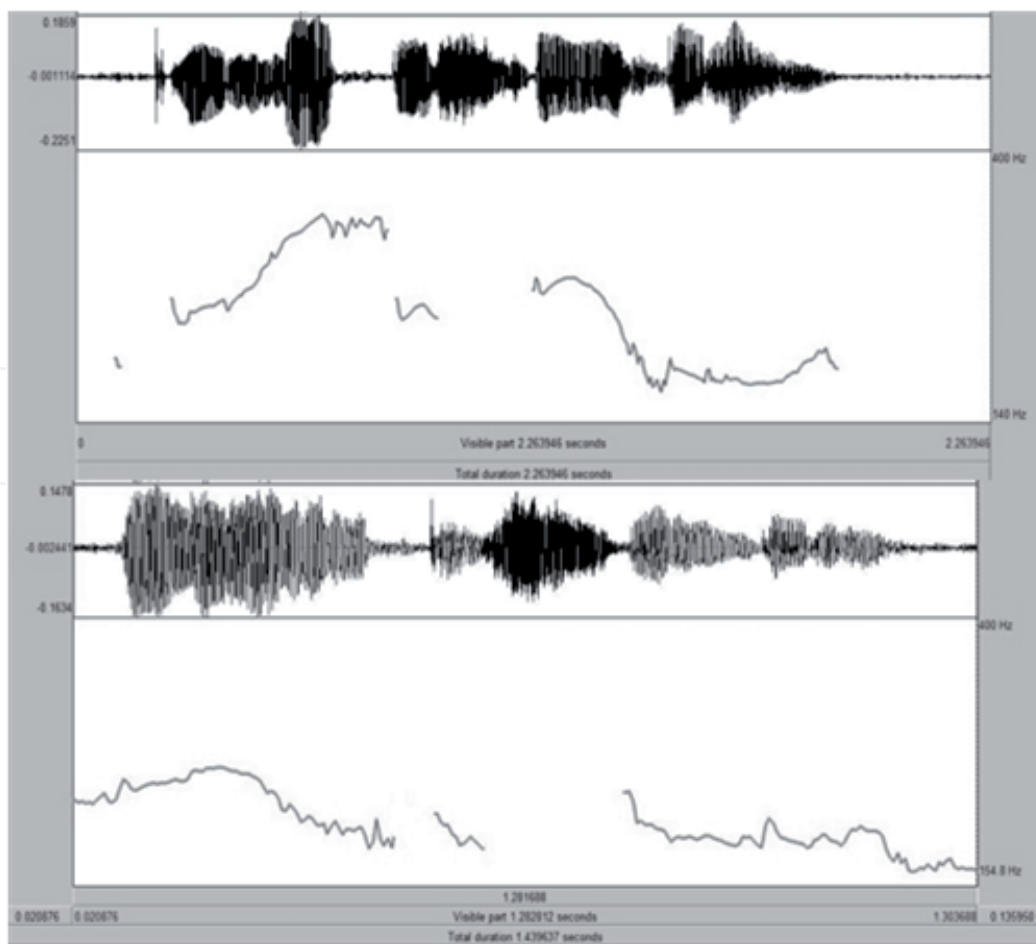 0.1859
-0.001114
-0.2251
400 Hz
140 Hz
0 Visible part 2.263946 seconds 2.263946
Total duration 2.263946 seconds
0.1478
-0.002441
-0.1634
400 Hz
154.8 Hz
1.281688
0.020876 0.020876 Visible part 1.282812 seconds 1.303688 0.135950
Total duration 1.439637 seconds